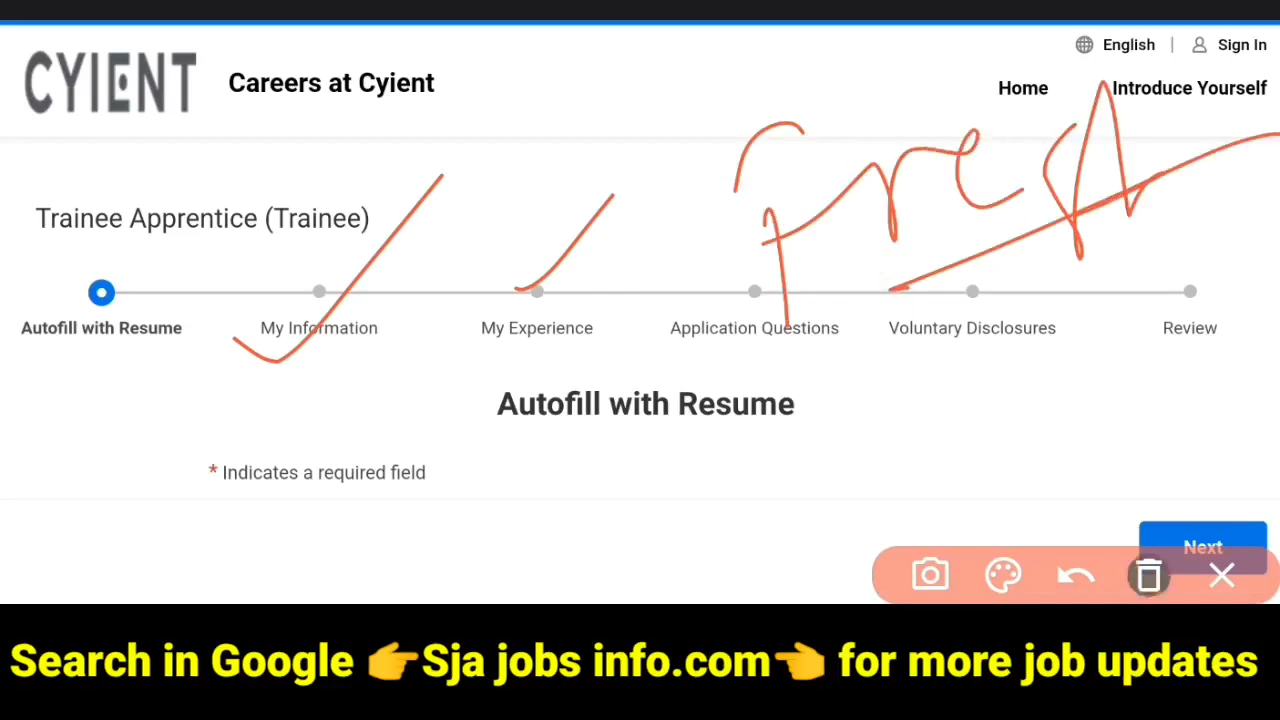 CYIENT
Careers at Cyient
English | Sign In
Home Introduce Yourself
Trainee Apprentice (Trainee)
Autofill with Resume My Information My Experience Application Questions Voluntary Disclosures Review
Autofill with Resume
* Indicates a required field
Next
Search in Google 👉Sja jobs info.com👈 for more job updates